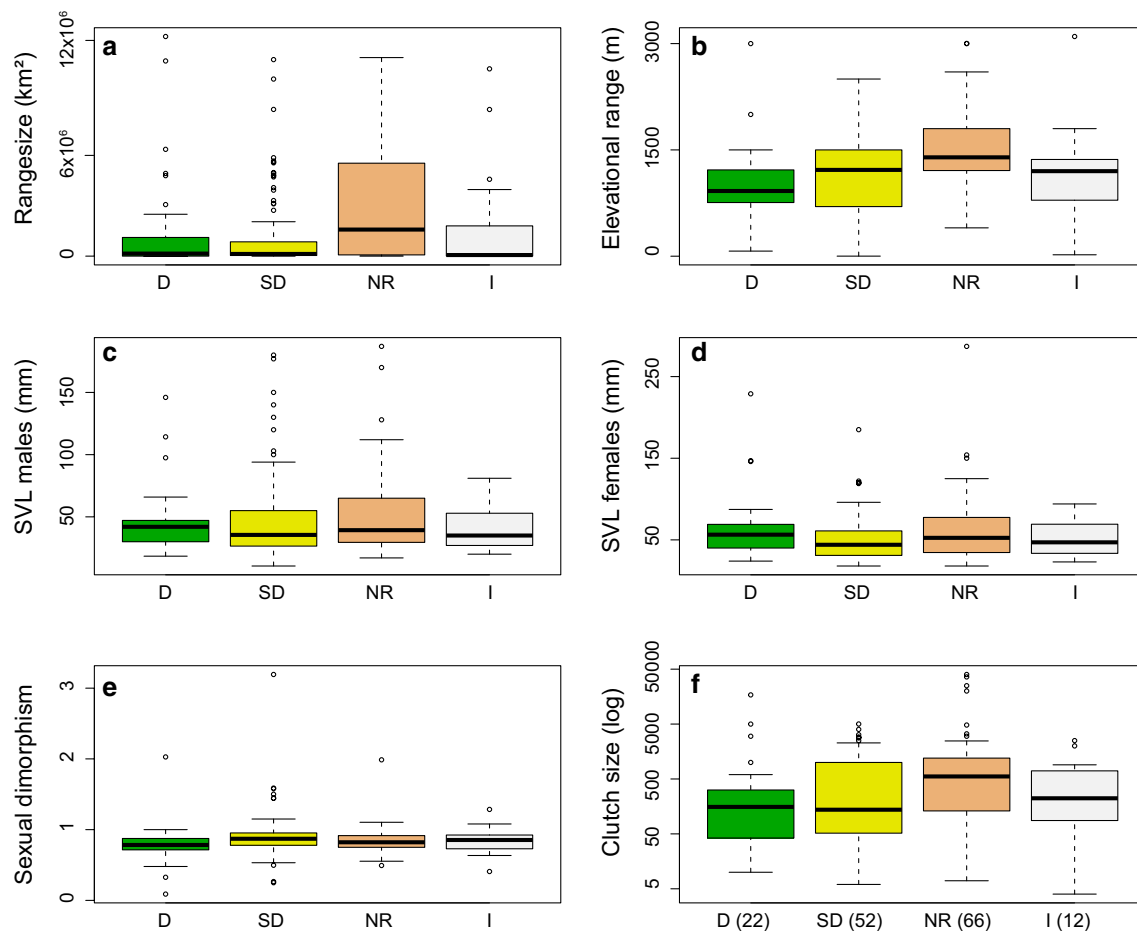 a
Rangesize (km²)
12x10⁶
6x10⁶
0
D SD NR I
b
Elevational range (m)
3000
1500
0
D SD NR I
c
SVL males (mm)
150
100
50
D SD NR I
d
SVL females (mm)
250
150
50
D SD NR I
e
Sexual dimorphism
3
2
1
0
D SD NR I
f
Clutch size (log)
50000
5000
500
50
5
D (22) SD (52) NR (66) I (12)